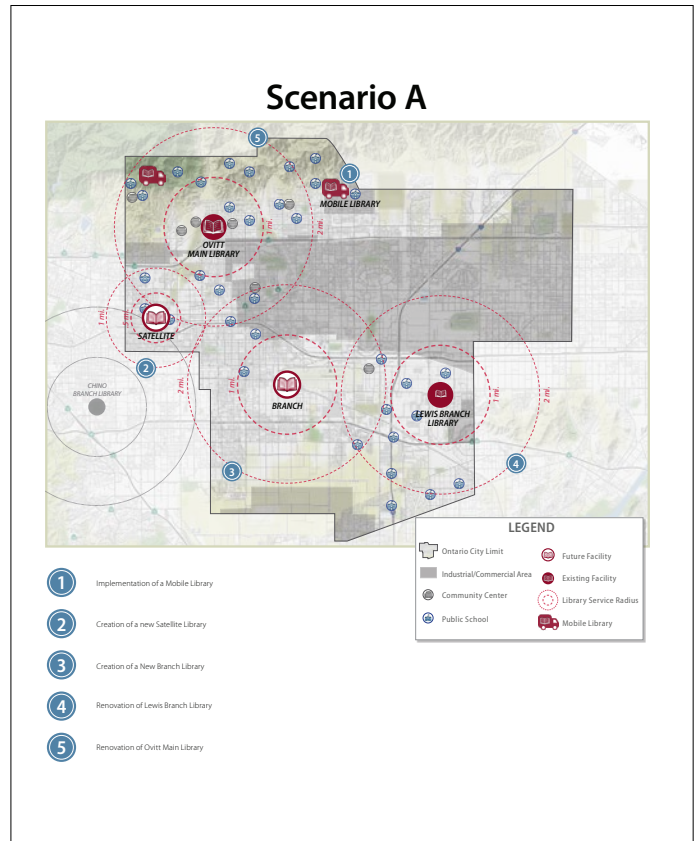 Scenario A
5
1
MOBILE LIBRARY
1 mi.
2 mi.
OVITT
MAIN LIBRARY
1 mi.
.5 mi.
SATELLITE
2
2 mi.
1 mi.
CHINO
BRANCH LIBRARY
BRANCH
1 mi.
2 mi.
LEWIS BRANCH
LIBRARY
3
4
LEGEND
Ontario City Limit
Future Facility
Industrial/Commercial Area
Existing Facility
Community Center
Library Service Radius
Public School
Mobile Library
1 Implementation of a Mobile Library
2 Creation of a new Satellite Library
3 Creation of a New Branch Library
4 Renovation of Lewis Branch Library
5 Renovation of Ovitt Main Library